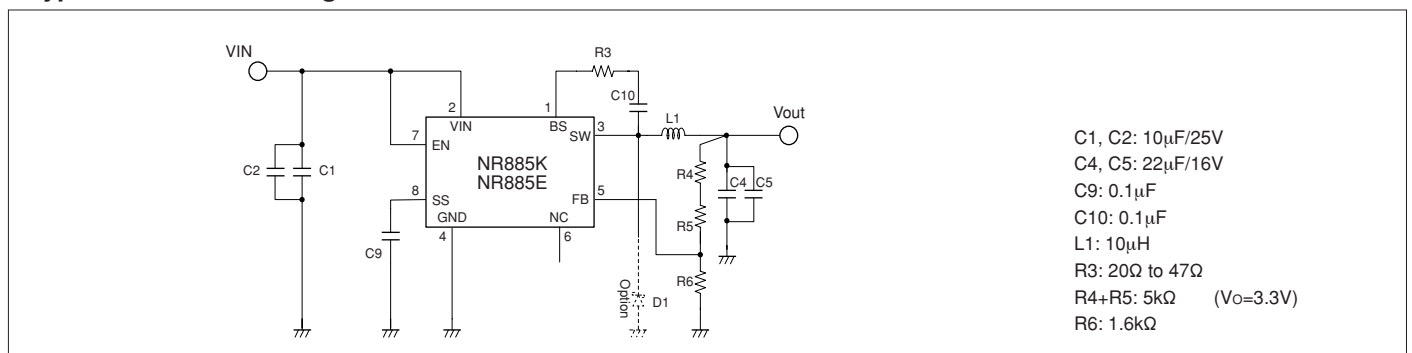 VIN
R3
C10
L1
Vout
2
1
VIN
BS
SW
3
7
EN
NR885K
NR885E
C2
C1
8
SS
FB
5
R4
C4
C5
R5
GND
NC
4
6
C9
R6
Option
D1
C1, C2: 10μF/25V
C4, C5: 22μF/16V
C9: 0.1μF
C10: 0.1μF
L1: 10μH
R3: 20Ω to 47Ω
R4+R5: 5kΩ (VO=3.3V)
R6: 1.6kΩ